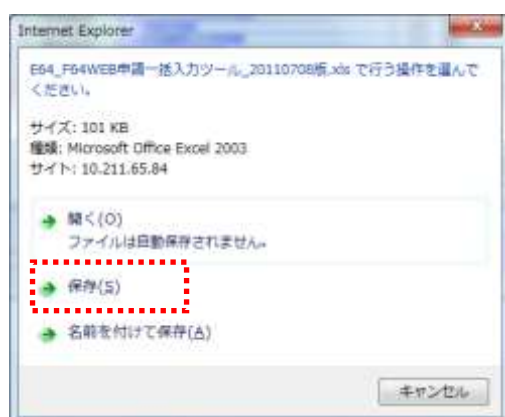 Internet Explorer
E64_F64WEB申請一括入力ツール_20110708版.xls で行う操作を選んで
ください。
サイズ: 101 KB
種類: Microsoft Office Excel 2003
サイト: 10.211.65.84
開く(O)
ファイルは自動保存されません。
保存(S)
名前を付けて保存(A)
キャンセル